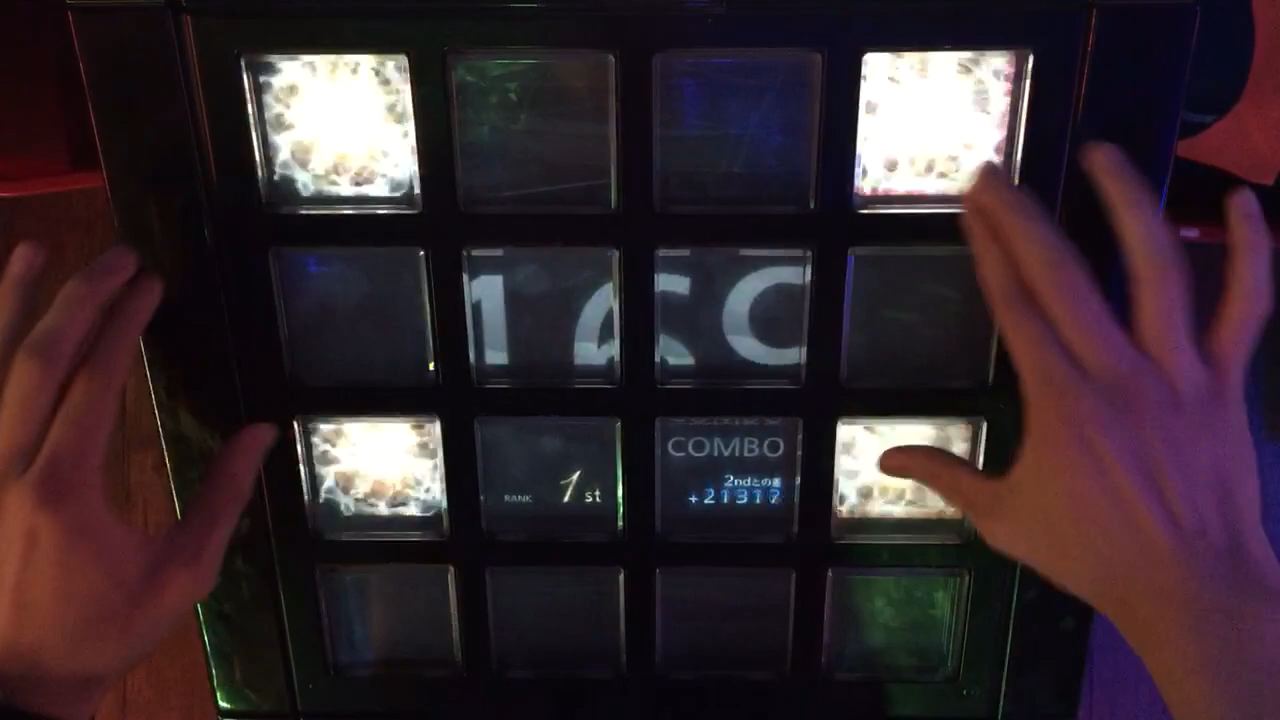 160
RANK 1st
COMBO
2ndとの差
+21317